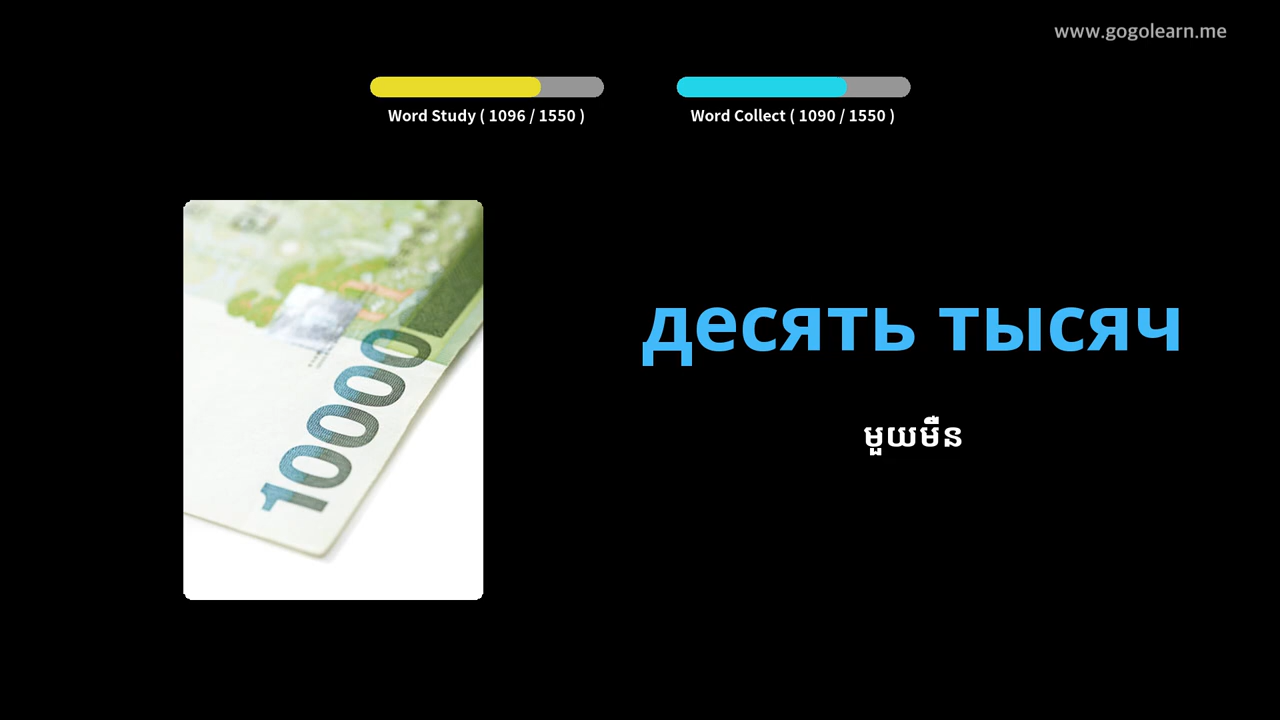 www.gogolearn.me
Word Study ( 1096 / 1550 )
Word Collect ( 1090 / 1550 )
10000
десять тысяч
មួយម៉ឺន